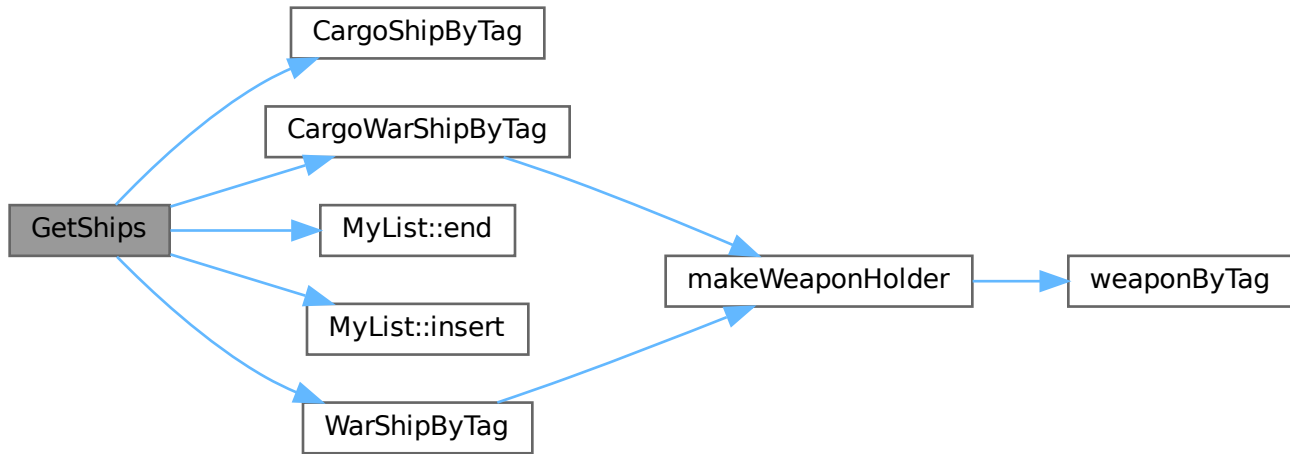 CargoShipByTag
CargoWarShipByTag
GetShips
MyList::end
makeWeaponHolder
weaponByTag
MyList::insert
WarShipByTag